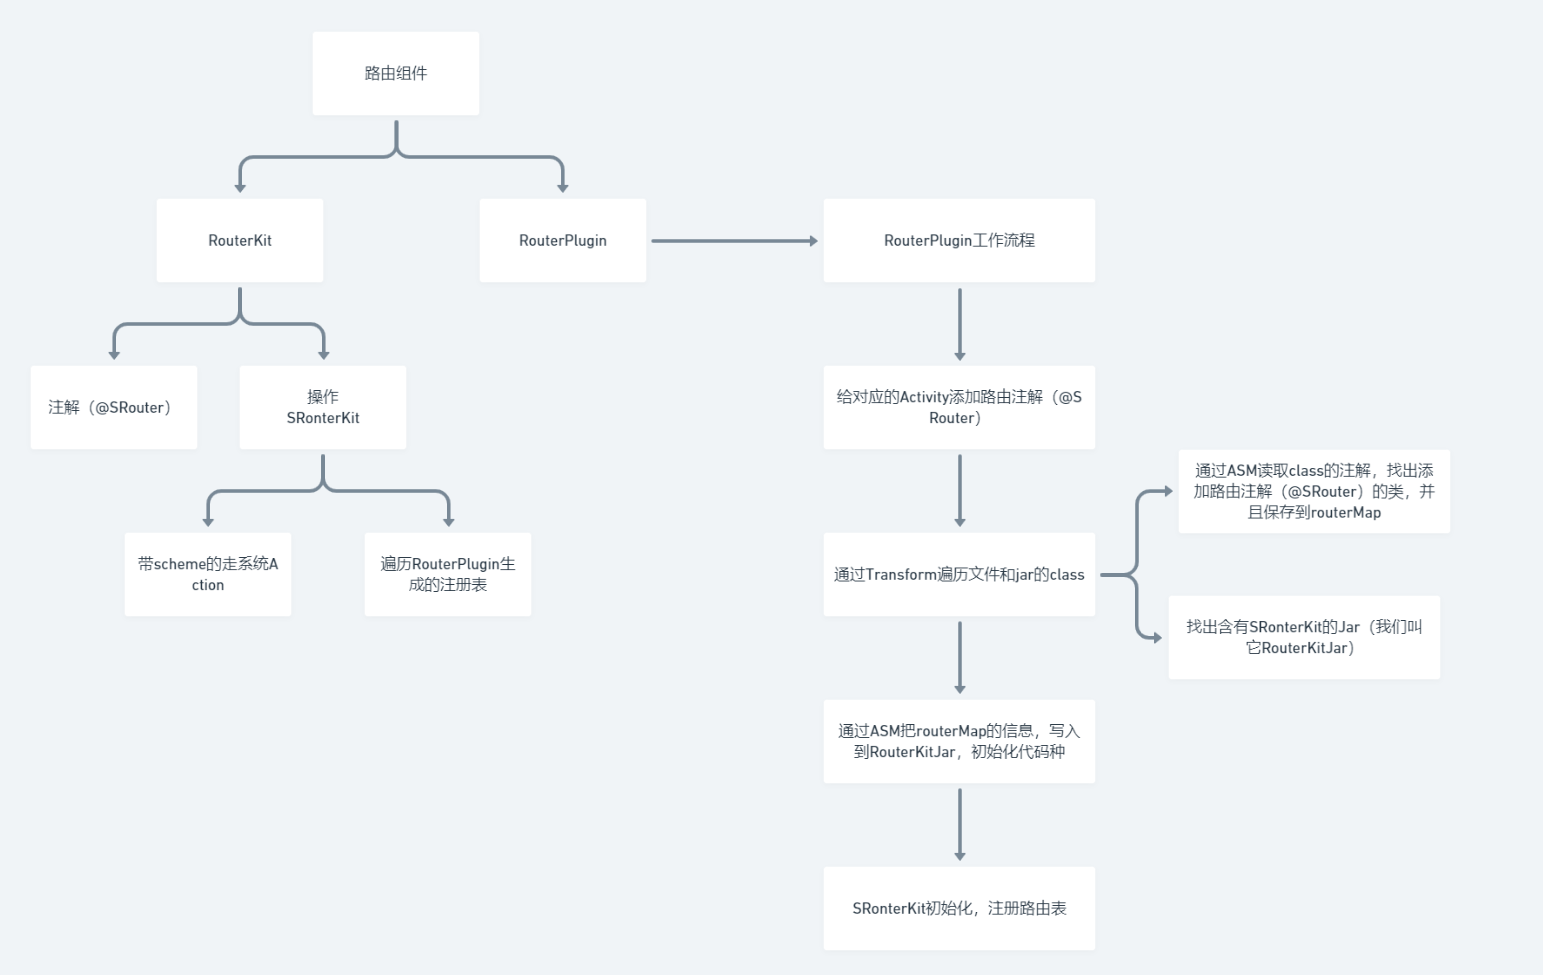 路由组件
RouterKit
RouterPlugin
RouterPlugin工作流程
注解（@SRouter）
操作
SRonterKit
给对应的Activity添加路由注解（@S
Router）
带scheme的走系统A
ction
遍历RouterPlugin生
成的注册表
通过Transform遍历文件和jar的class
通过ASM读取class的注解，找出添
加路由注解（@SRouter）的类，并
且保存到routerMap
找出含有SRonterKit的Jar（我们叫
它RouterKitJar）
通过ASM把routerMap的信息，写入
到RouterKitJar，初始化代码种
SRonterKit初始化，注册路由表